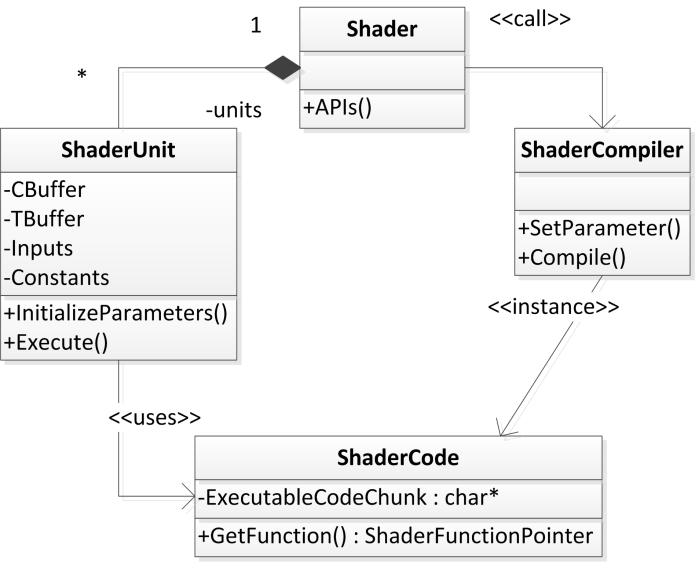 1
Shader
<<call>>
*
-units
+APIs()
ShaderUnit
-CBuffer
-TBuffer
-Inputs
-Constants
+InitializeParameters()
+Execute()
ShaderCompiler
+SetParameter()
+Compile()
<<instance>>
<<uses>>
ShaderCode
-ExecutableCodeChunk : char*
+GetFunction() : ShaderFunctionPointer